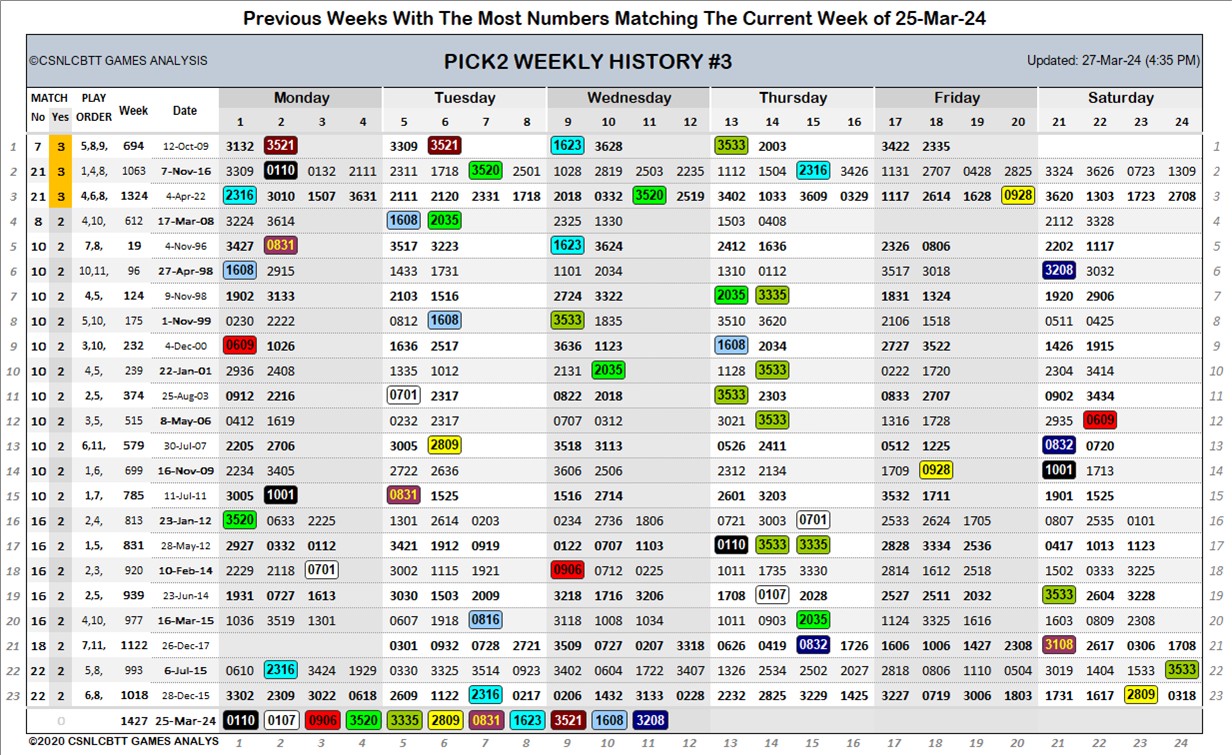 Previous Weeks With The Most Numbers Matching The Current Week of 25-Mar-24
©CSNLCBTT GAMES ANALYSIS PICK2 WEEKLY HISTORY #3 Updated: 27-Mar-24 (4:35 PM)
MATCH PLAY Week Date Monday Tuesday Wednesday Thursday Friday Saturday
No Yes ORDER 1 2 3 4 5 6 7 8 9 10 11 12 13 14 15 16 17 18 19 20 21 22 23 24
1 7 3 5,8,9, 694 12-Oct-09 3132 3521 3309 3521 1623 3628 3533 2003 3422 2335 1
2 21 3 1,4,8, 1063 7-Nov-16 3309 0110 0132 2111 2311 1718 3520 2501 1028 2819 2503 2235 1112 1504 2316 3426 1131 2707 0428 2825 3324 3626 0723 1309 2
3 21 3 4,6,8, 1324 4-Apr-22 2316 3010 1507 3631 2111 2120 2331 1718 2018 0332 3520 2519 3402 1033 3609 0329 1117 2614 1628 0928 3620 1303 1723 2708 3
4 8 2 4,10, 612 17-Mar-08 3224 3614 1608 2035 2325 1330 1503 0408 2112 3328 4
5 10 2 7,8, 19 4-Nov-96 3427 0831 3517 3223 1623 3624 2412 1636 2326 0806 2202 1117 5
6 10 2 10,11, 96 27-Apr-98 1608 2915 1433 1731 1101 2034 1310 0112 3517 3018 3208 3032 6
7 10 2 4,5, 124 9-Nov-98 1902 3133 2103 1516 2724 3322 2035 3335 1831 1324 1920 2906 7
8 10 2 5,10, 175 1-Nov-99 0230 2222 0812 1608 3533 1835 3510 3620 2106 1518 0511 0425 8
9 10 2 3,10, 232 4-Dec-00 0609 1026 1636 2517 3636 1123 1608 2034 2727 3522 1426 1915 9
10 10 2 4,5, 239 22-Jan-01 2936 2408 1335 1012 2131 2035 1128 3533 0222 1720 2304 3414 10
11 10 2 2,5, 374 25-Aug-03 0912 2216 0701 2317 0822 2018 3533 2303 0833 2707 0902 3434 11
12 10 2 3,5, 515 8-May-06 0412 1619 0232 2317 0707 0312 3021 3533 1316 1728 2935 0609 12
13 10 2 6,11, 579 30-Jul-07 2205 2706 3005 2809 3518 3113 0526 2411 0512 1225 0832 0720 13
14 10 2 1,6, 699 16-Nov-09 2234 3405 2722 2636 3606 2506 2312 2134 1709 0928 1001 1713 14
15 10 2 1,7, 785 11-Jul-11 3005 1001 0831 1525 1516 2714 2601 3203 3532 1711 1901 1525 15
16 16 2 2,4, 813 23-Jan-12 3520 0633 2225 1301 2614 0203 0234 2736 1806 0721 3003 0701 2533 2624 1705 0807 2535 0101 16
17 16 2 1,5, 831 28-May-12 2927 0332 0112 3421 1912 0919 0122 0707 1103 0110 3533 3335 2828 3334 2536 0417 1013 1123 17
18 16 2 2,3, 920 10-Feb-14 2229 2118 0701 3002 1115 1921 0906 0712 0225 1011 1735 3330 2814 1612 2518 1502 0333 3225 18
19 16 2 2,5, 939 23-Jun-14 1931 0727 1613 3030 1503 2009 3218 1716 3206 1708 0107 2028 2527 2511 2032 3533 2604 3228 19
20 16 2 4,10, 977 16-Mar-15 1036 3519 1301 0607 1918 0816 3118 1008 1034 1011 0903 2035 1124 3325 1616 1603 0809 2308 20
21 18 2 7,11, 1122 26-Dec-17 0301 0932 0728 2721 3509 0727 0207 3318 0626 0419 0832 1726 1606 1006 1427 2308 3108 2617 0306 1708 21
22 22 2 5,8, 993 6-Jul-15 0610 2316 3424 1929 0330 3325 3514 0923 3402 0604 1722 3407 1326 2534 2502 2027 2818 0806 1110 0504 3019 1404 1533 3533 22
23 22 2 6,8, 1018 28-Dec-15 3302 2309 3022 0618 2609 1122 2316 0217 0206 1432 3133 0228 2232 2825 3229 1425 3227 0719 3006 1803 1731 1617 2809 0318 23
0 1427 25-Mar-24 0110 0107 0906 3520 3335 2809 0831 1623 3521 1608 3208
©2020 CSNLCBTT GAMES ANALYS 1 2 3 4 5 6 7 8 9 10 11 12 13 14 15 16 17 18 19 20 21 22 23 24